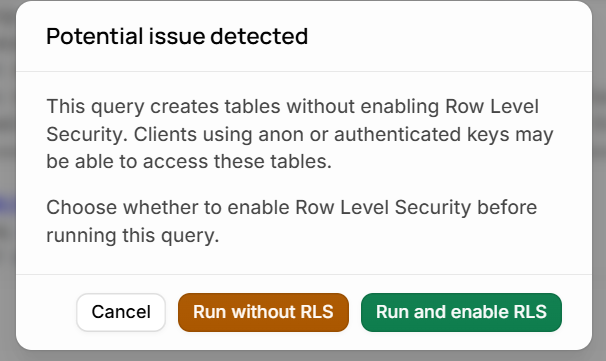 Potential issue detected
This query creates tables without enabling Row Level
Security. Clients using anon or authenticated keys may
be able to access these tables.
Choose whether to enable Row Level Security before
running this query.
Cancel
Run without RLS
Run and enable RLS